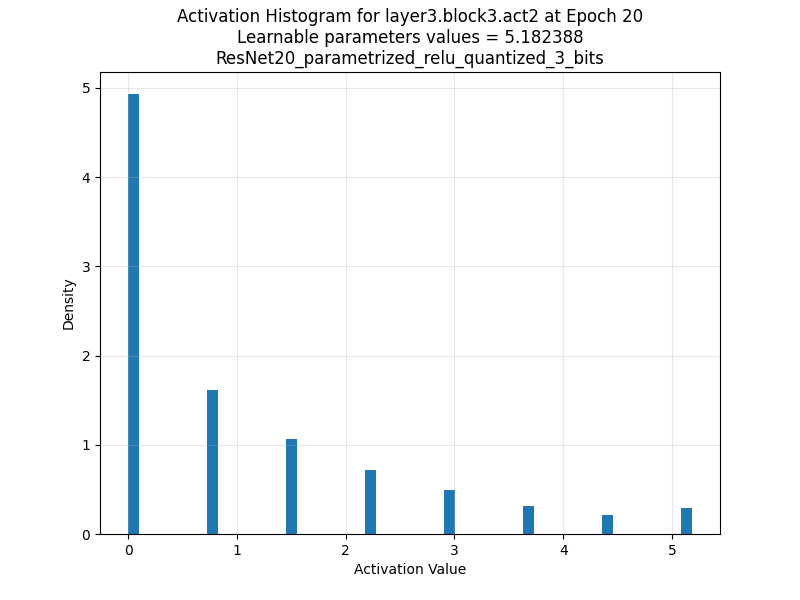 Activation Histogram for layer3.block3.act2 at Epoch 20
Learnable parameters values = 5.182388
ResNet20_parametrized_relu_quantized_3_bits
5
4
3
2
1
0
Density
0 1 2 3 4 5
Activation Value